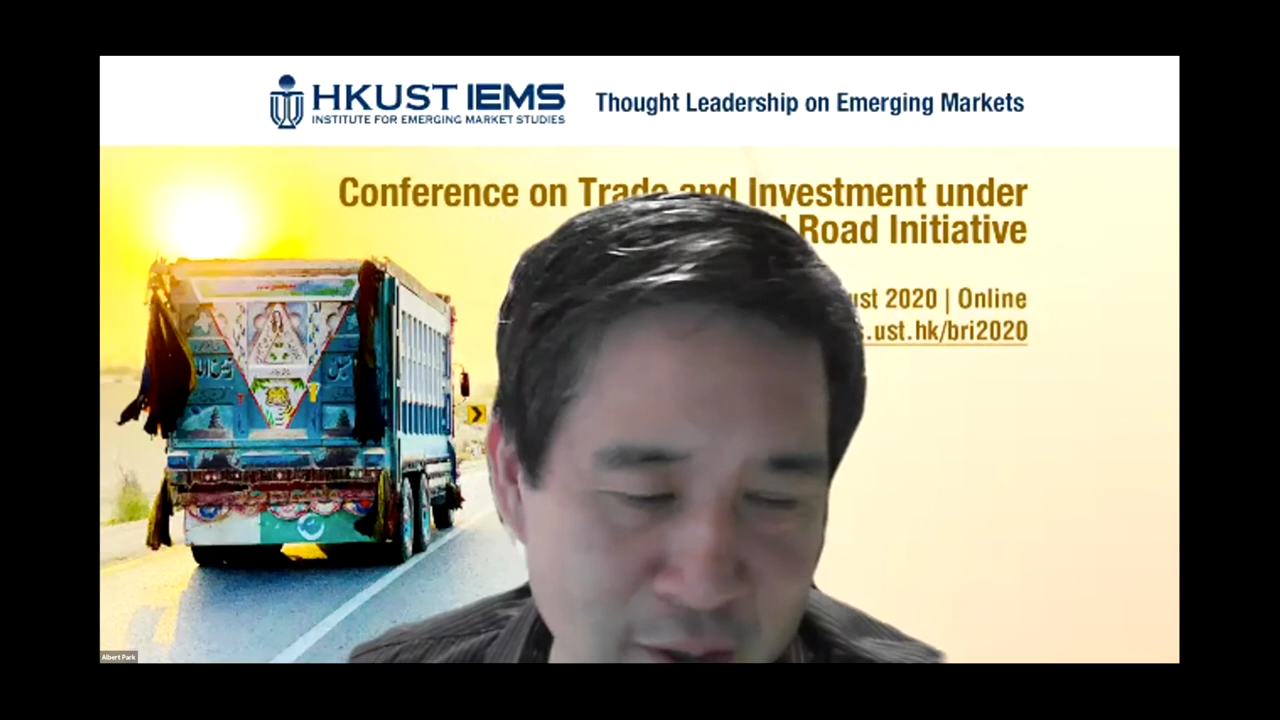 HKUST IEMS
INSTITUTE FOR EMERGING MARKET STUDIES
Thought Leadership on Emerging Markets
Conference on Trade and Investment under
Road Initiative
2020 | Online
.ust.hk/bri2020
Albert Park